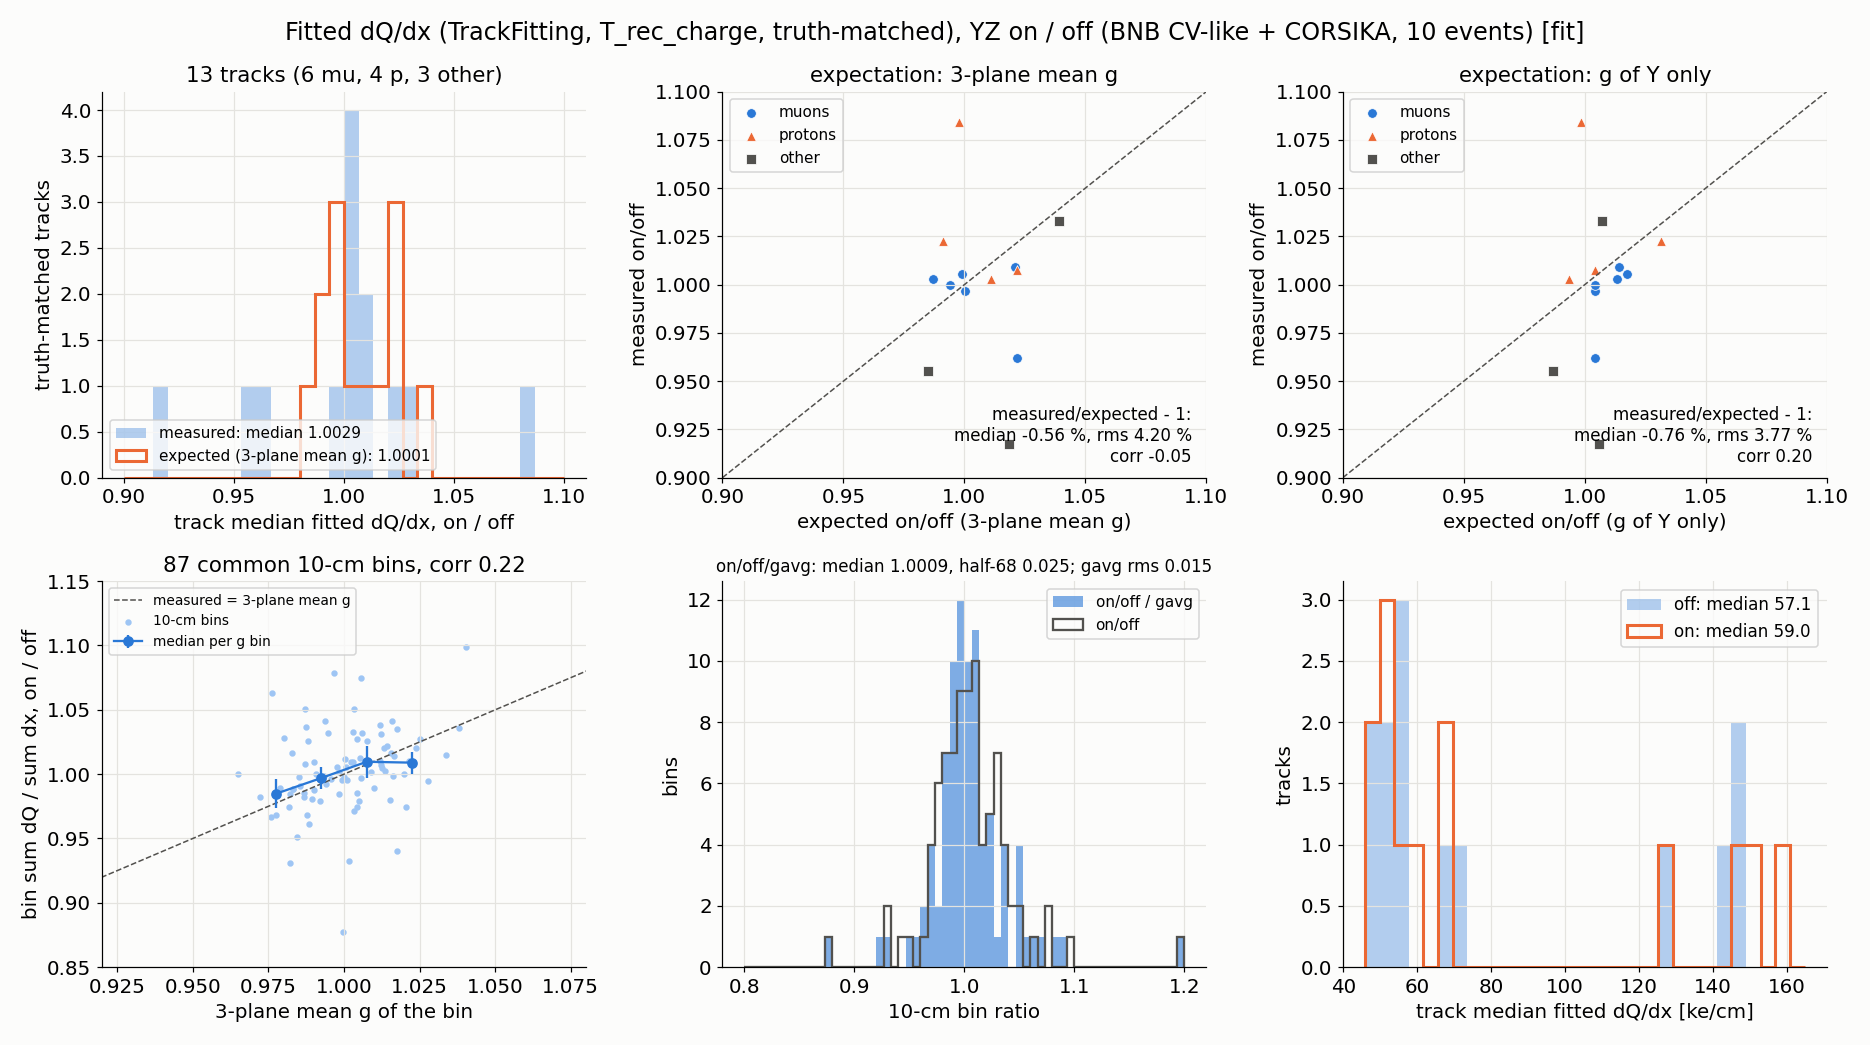 Fitted dQ/dx (TrackFitting, T_rec_charge, truth-matched), YZ on / off (BNB CV-like + CORSIKA, 10 events) [fit]
13 tracks (6 mu, 4 p, 3 other)
truth-matched tracks
4.0
3.5
3.0
2.5
2.0
1.5
1.0
0.5
0.0
measured: median 1.0029
expected (3-plane mean g): 1.0001
0.90
0.95
1.00
1.05
1.10
track median fitted dQ/dx, on / off
expectation: 3-plane mean g
measured on/off
1.100
1.075
1.050
1.025
1.000
0.975
0.950
0.925
0.900
muons
protons
other
measured/expected - 1:
median -0.56 %, rms 4.20 %
corr -0.05
0.90
0.95
1.00
1.05
1.10
expected on/off (3-plane mean g)
expectation: g of Y only
measured on/off
1.100
1.075
1.050
1.025
1.000
0.975
0.950
0.925
0.900
muons
protons
other
measured/expected - 1:
median -0.76 %, rms 3.77 %
corr 0.20
0.90
0.95
1.00
1.05
1.10
expected on/off (g of Y only)
87 common 10-cm bins, corr 0.22
bin sum dQ / sum dx, on / off
1.15
1.10
1.05
1.00
0.95
0.90
0.85
measured = 3-plane mean g
10-cm bins
median per g bin
0.925
0.950
0.975
1.000
1.025
1.050
1.075
3-plane mean g of the bin
on/off/gavg: median 1.0009, half-68 0.025; gavg rms 0.015
bins
12
10
8
6
4
2
0
on/off / gavg
on/off
0.8
0.9
1.0
1.1
1.2
10-cm bin ratio
tracks
3.0
2.5
2.0
1.5
1.0
0.5
0.0
off: median 57.1
on: median 59.0
40
60
80
100
120
140
160
track median fitted dQ/dx [ke/cm]